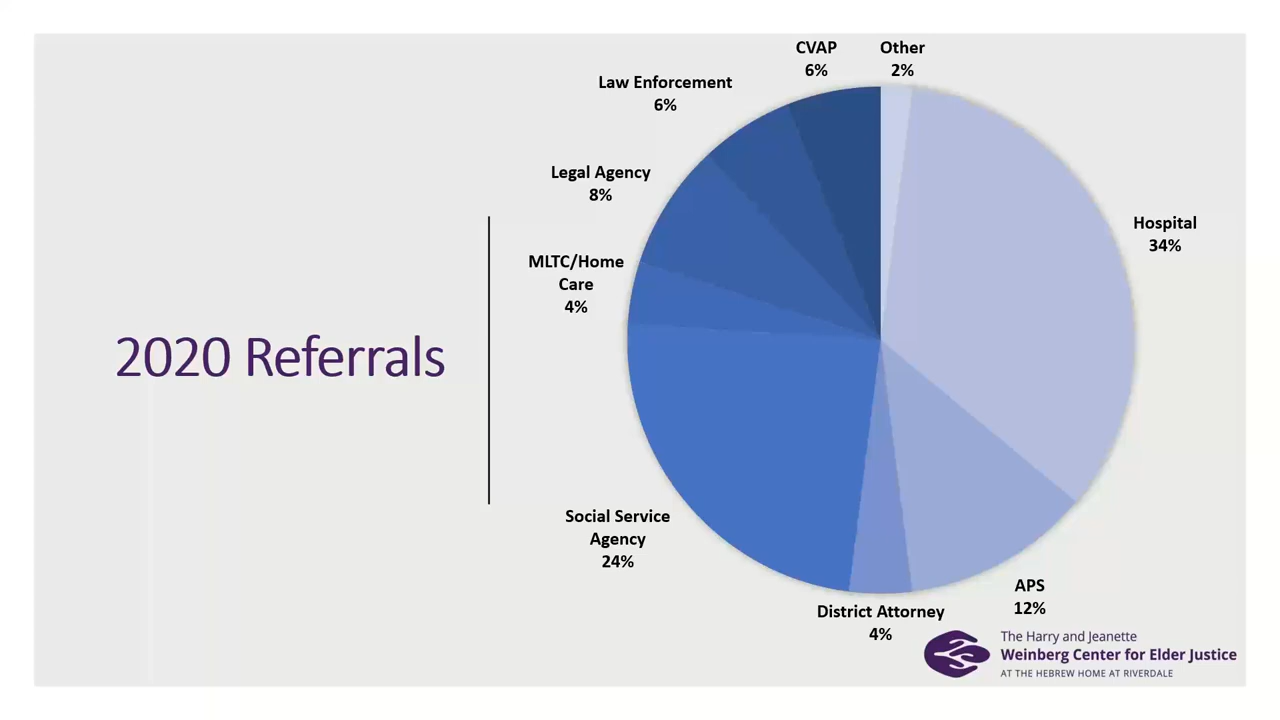 2020 Referrals
CVAP
6%
Other
2%
Law Enforcement
6%
Legal Agency
8%
Hospital
34%
MLTC/Home
Care
4%
Social Service
Agency
24%
APS
12%
District Attorney
4%
The Harry and Jeanette
Weinberg Center for Elder Justice
AT THE HEBREW HOME AT RIVERDALE